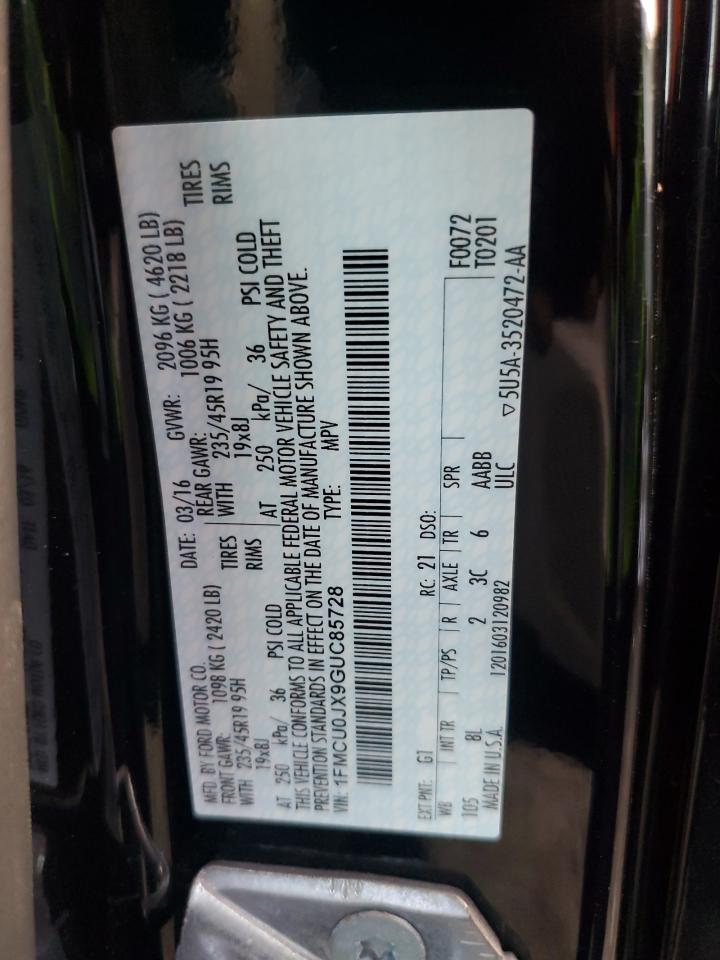 MFD. BY FORD MOTOR CO.
DATE: 03/16 GVWR: 2096 KG ( 4620 LB)
FRONT GAWR: 1098 KG ( 2420 LB) REAR GAWR: 1006 KG ( 2218 LB)
WITH 235/45R19 95H TIRES WITH 235/45R19 95H TIRES
19x8J RIMS 19x8J RIMS
AT 250 kPa/ 36 PSI COLD AT 250 kPa/ 36 PSI COLD
THIS VEHICLE CONFORMS TO ALL APPLICABLE FEDERAL MOTOR VEHICLE SAFETY AND THEFT
PREVENTION STANDARDS IN EFFECT ON THE DATE OF MANUFACTURE SHOWN ABOVE.
VIN: 1FMCU0JX9GUC85728 TYPE: MPV
EXT PNT: G1 RC: 21 DSO:
WB INT TR TP/PS R AXLE TR SPR F0072
105 8L 2 3C 6 AABB T0201
MADE IN U.S.A. 1201603120982 ULC
▽5U5A-3520472-AA